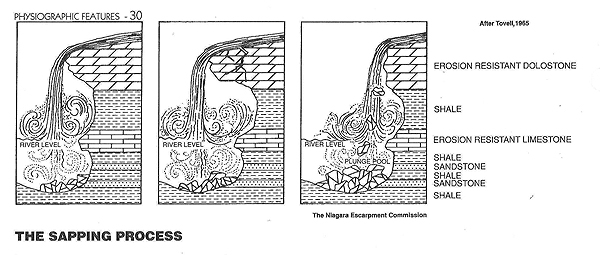 PHYSIOGRAPHIC FEATURES - 30
After Tovell, 1965
EROSION RESISTANT DOLOSTONE
SHALE
EROSION RESISTANT LIMESTONE
SHALE
SANDSTONE
SHALE
SANDSTONE
SHALE
RIVER LEVEL
RIVER LEVEL
RIVER LEVEL
PLUNGE POOL
The Niagara Escarpment Commission
THE SAPPING PROCESS